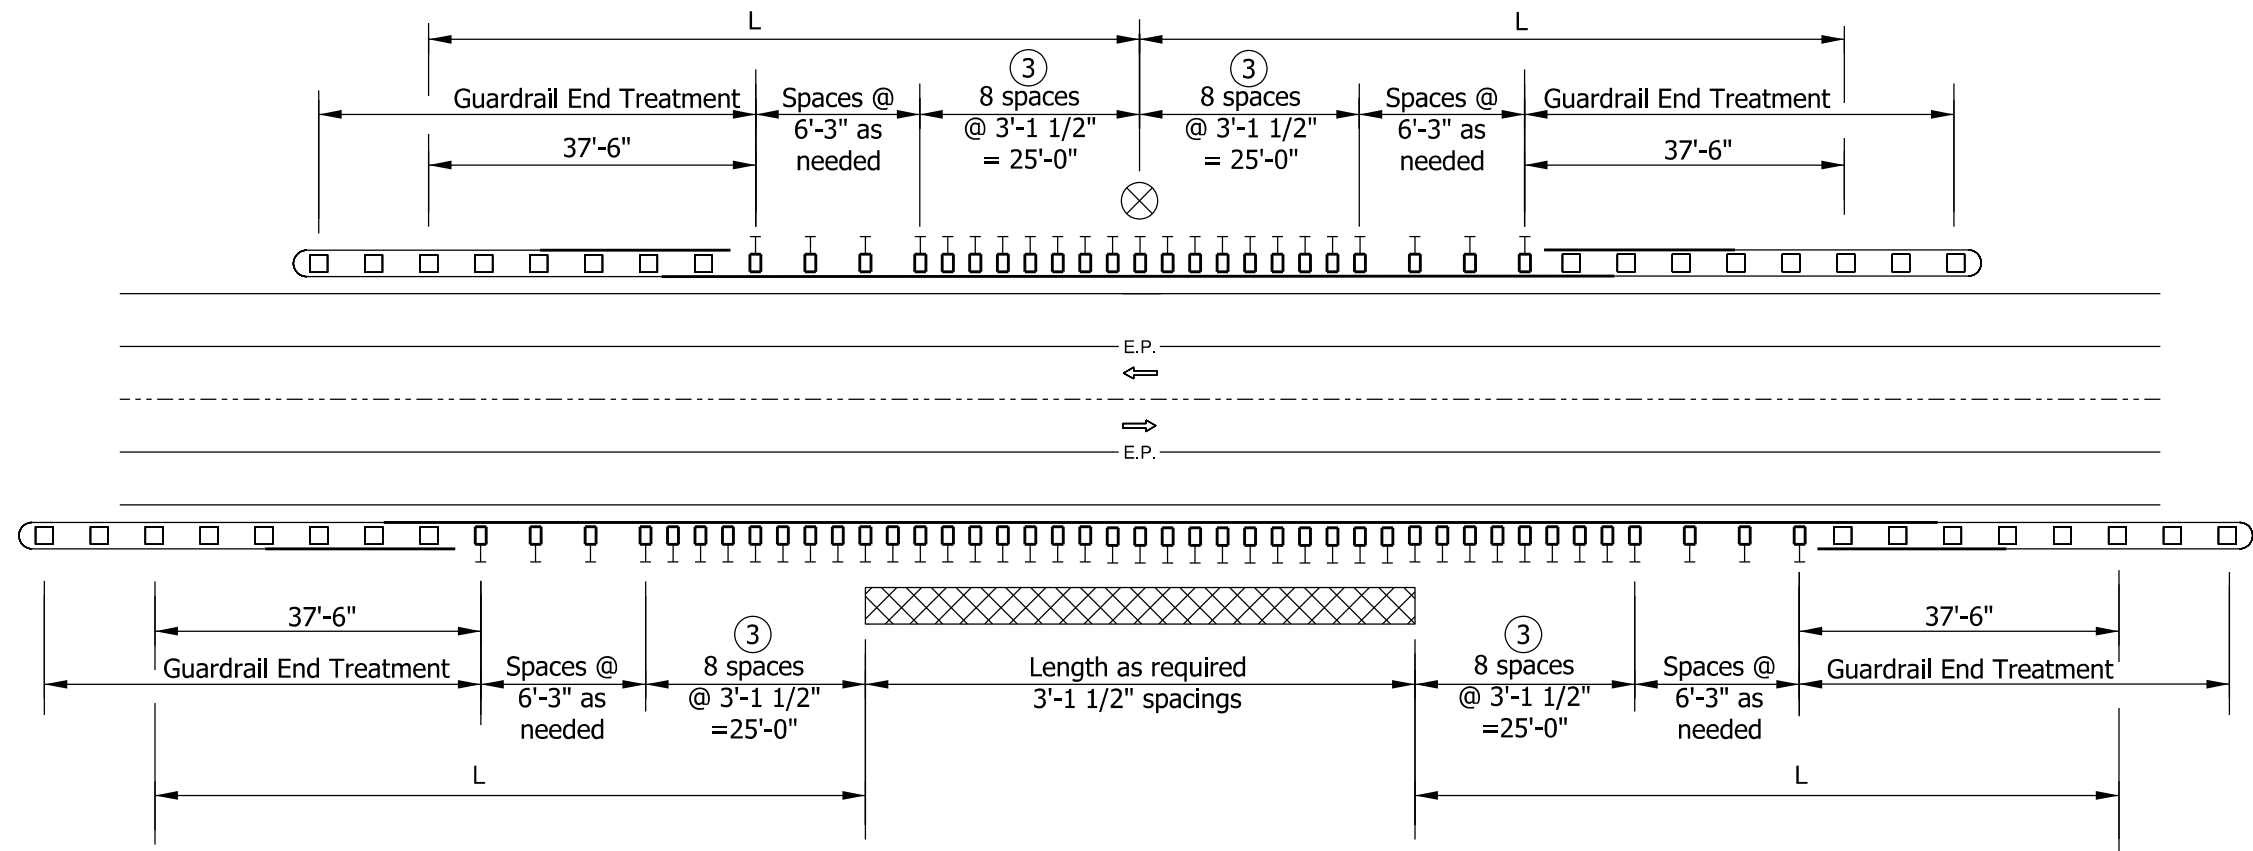 L
L
Guardrail End Treatment
37'-6"
Spaces @
6'-3" as
needed
3
8 spaces
@ 3'-1 1/2"
= 25'-0"
3
8 spaces
@ 3'-1 1/2"
= 25'-0"
Spaces @
6'-3" as
needed
Guardrail End Treatment
37'-6"
E.P.
E.P.
37'-6"
Guardrail End Treatment
Spaces @
6'-3" as
needed
3
8 spaces
@ 3'-1 1/2"
=25'-0"
Length as required
3'-1 1/2" spacings
3
8 spaces
@ 3'-1 1/2"
=25'-0"
Spaces @
6'-3" as
needed
37'-6"
Guardrail End Treatment
L
L